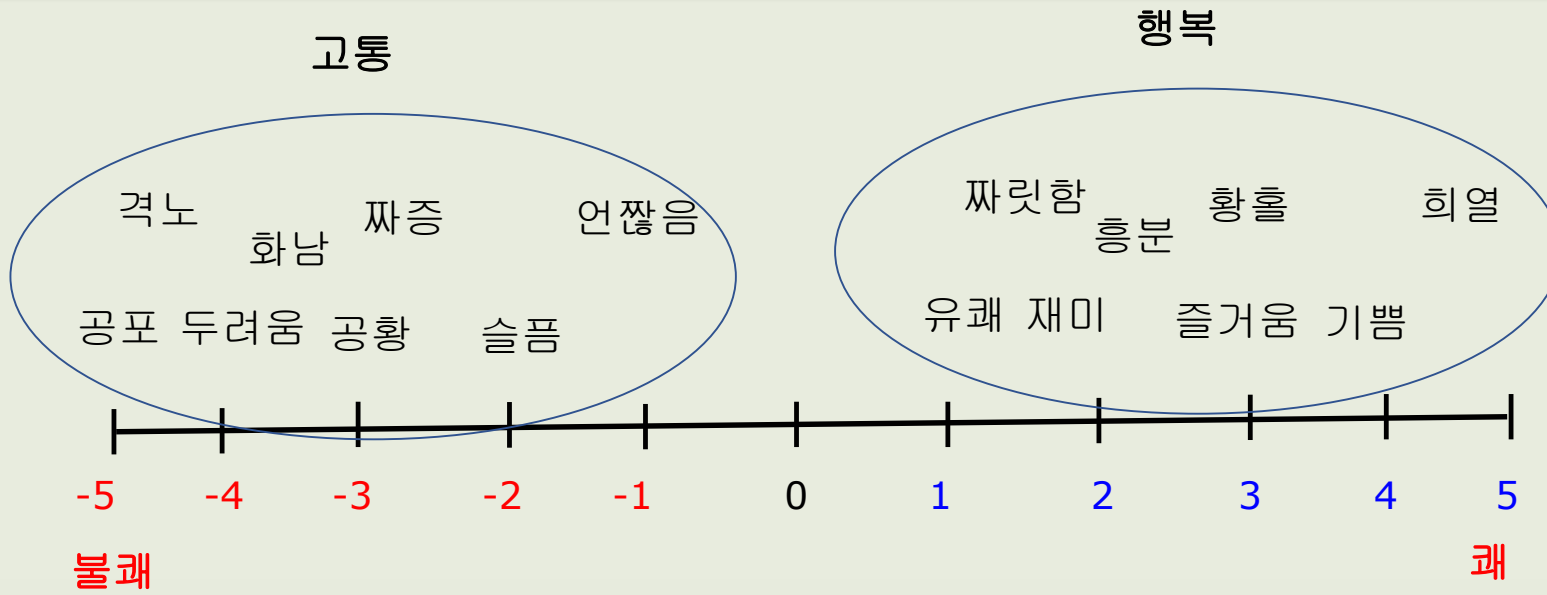 고통
행복
격노 화남 짜증 언짢음
공포 두려움 공황 슬픔
짜릿함 흥분 황홀 희열
유쾌 재미 즐거움 기쁨
-5 -4 -3 -2 -1 0 1 2 3 4 5
불쾌 쾌